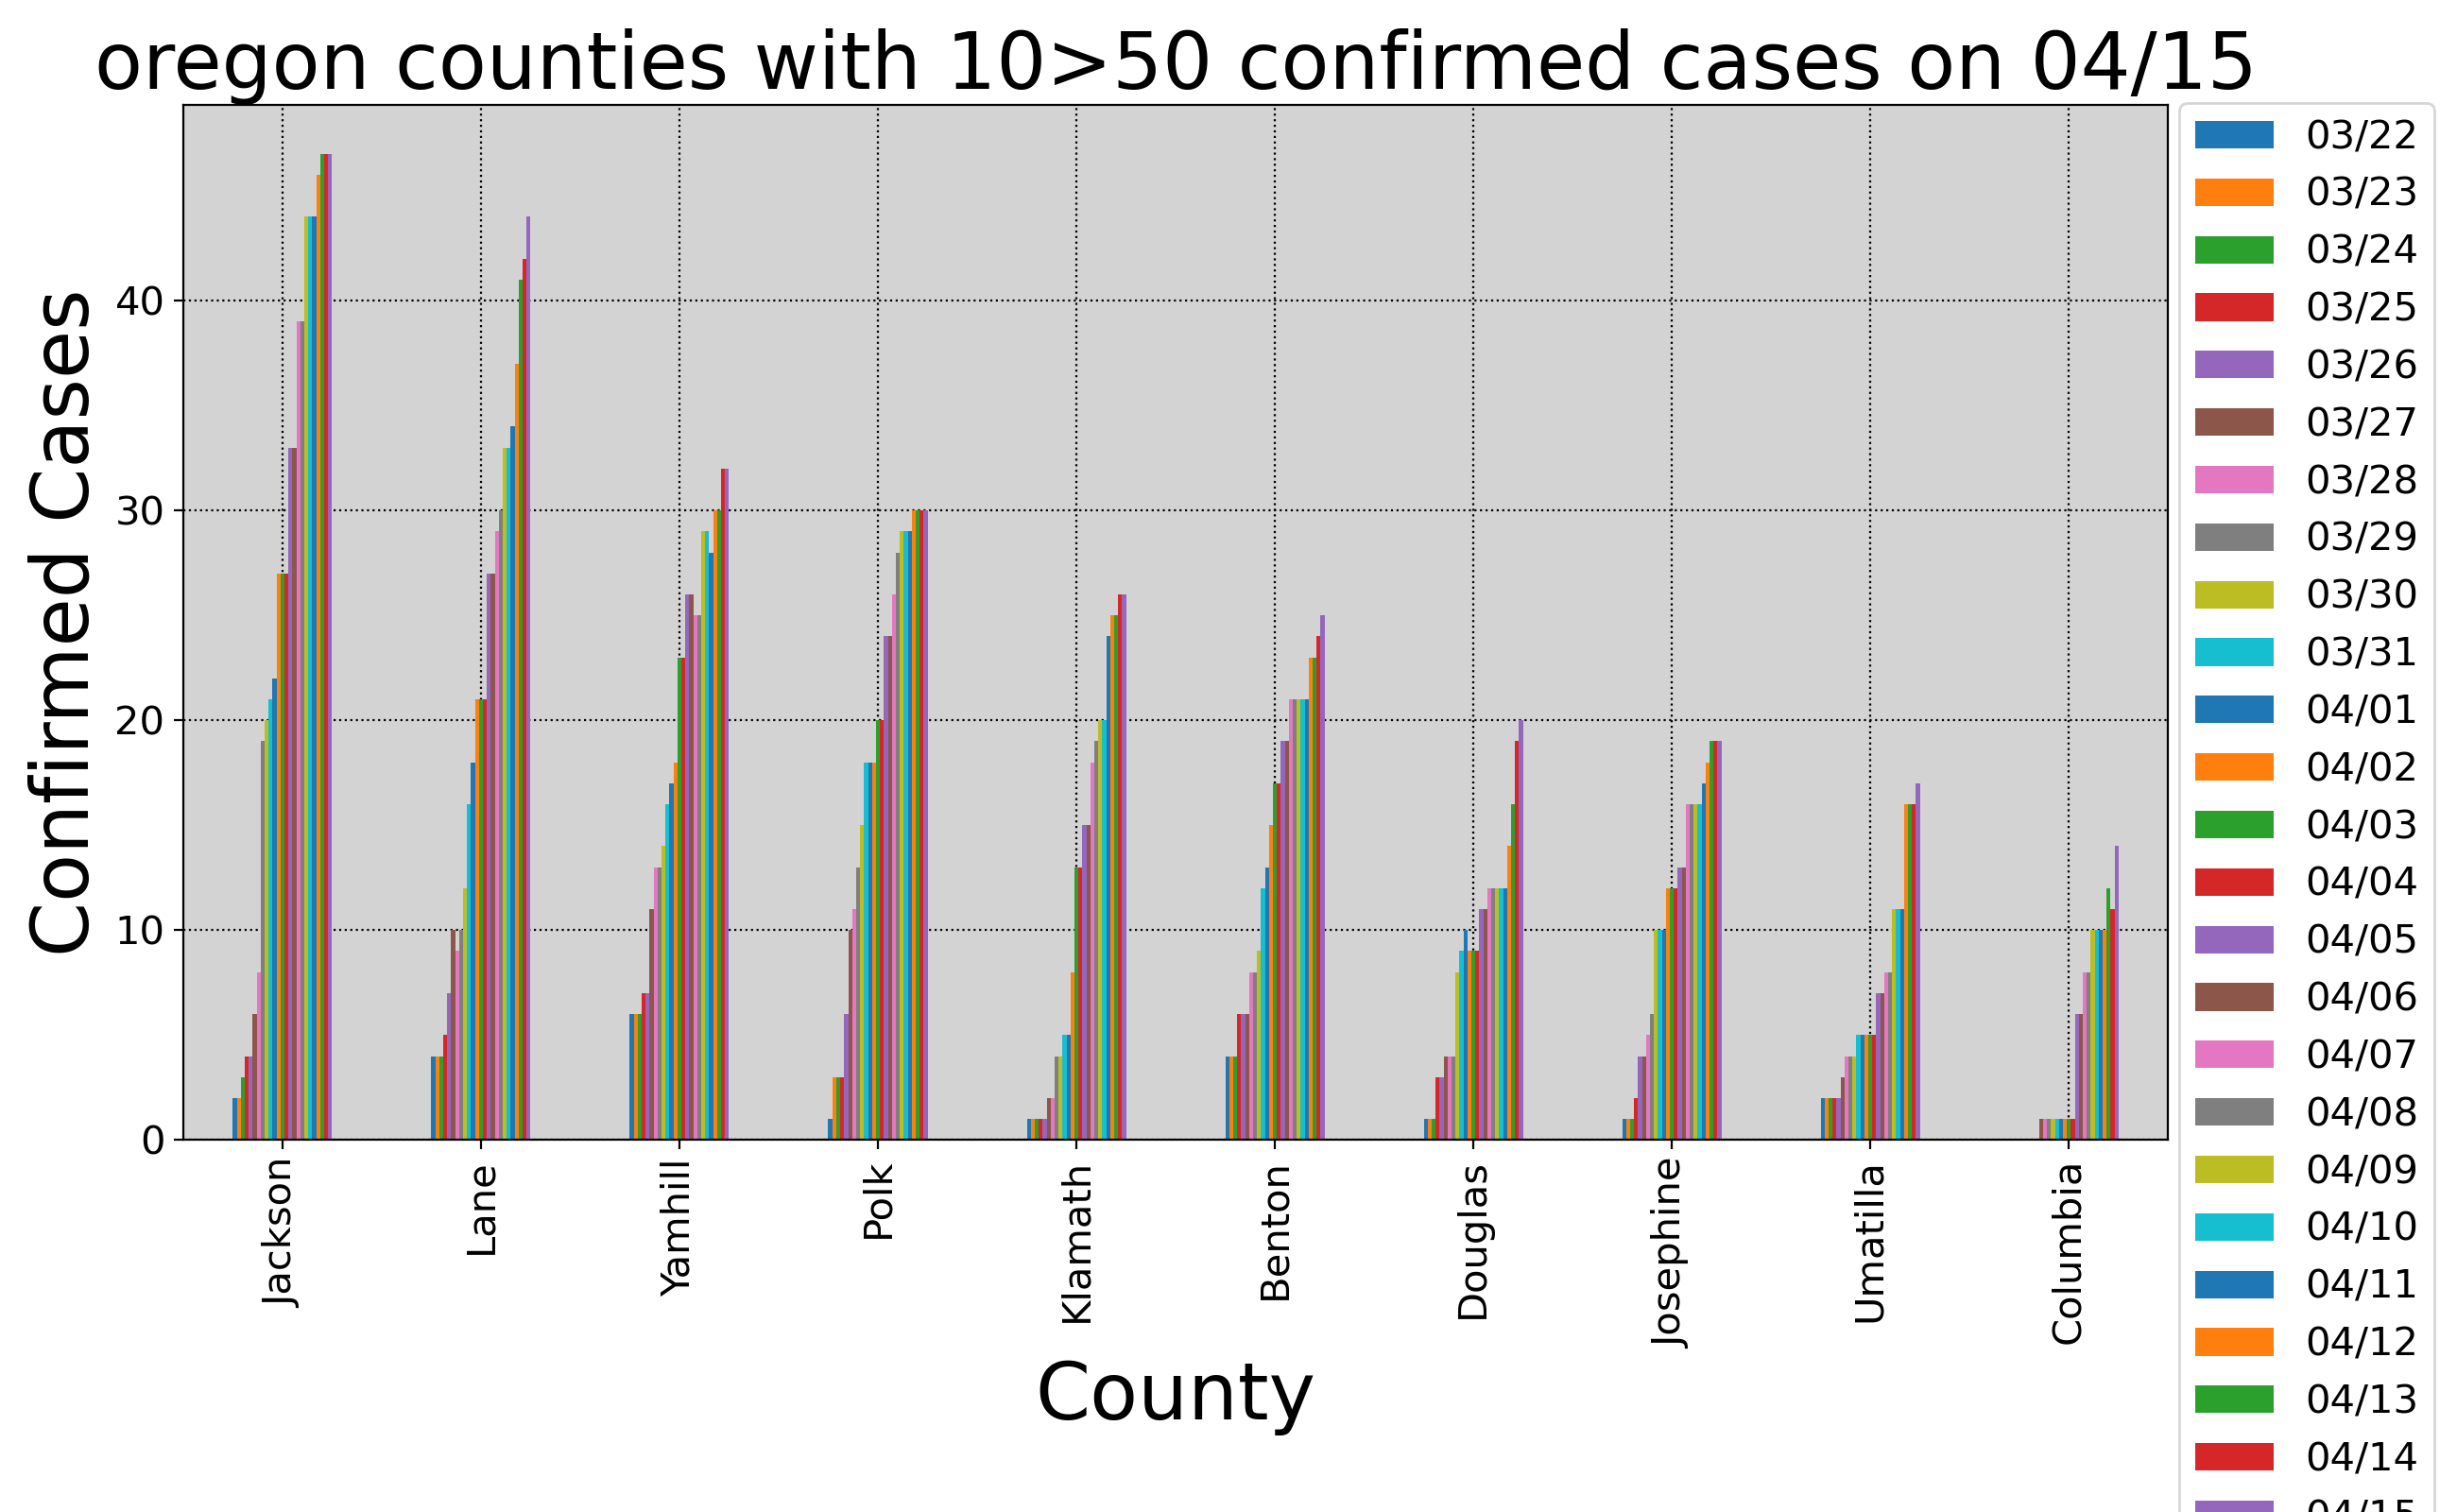 oregon counties with 10>50 confirmed cases on 04/15
Confirmed Cases
40
30
20
10
0
Jackson
Lane
Yamhill
Polk
Klamath
Benton
Douglas
Josephine
Umatilla
Columbia
County
03/22
03/23
03/24
03/25
03/26
03/27
03/28
03/29
03/30
03/31
04/01
04/02
04/03
04/04
04/05
04/06
04/07
04/08
04/09
04/10
04/11
04/12
04/13
04/14
04/15